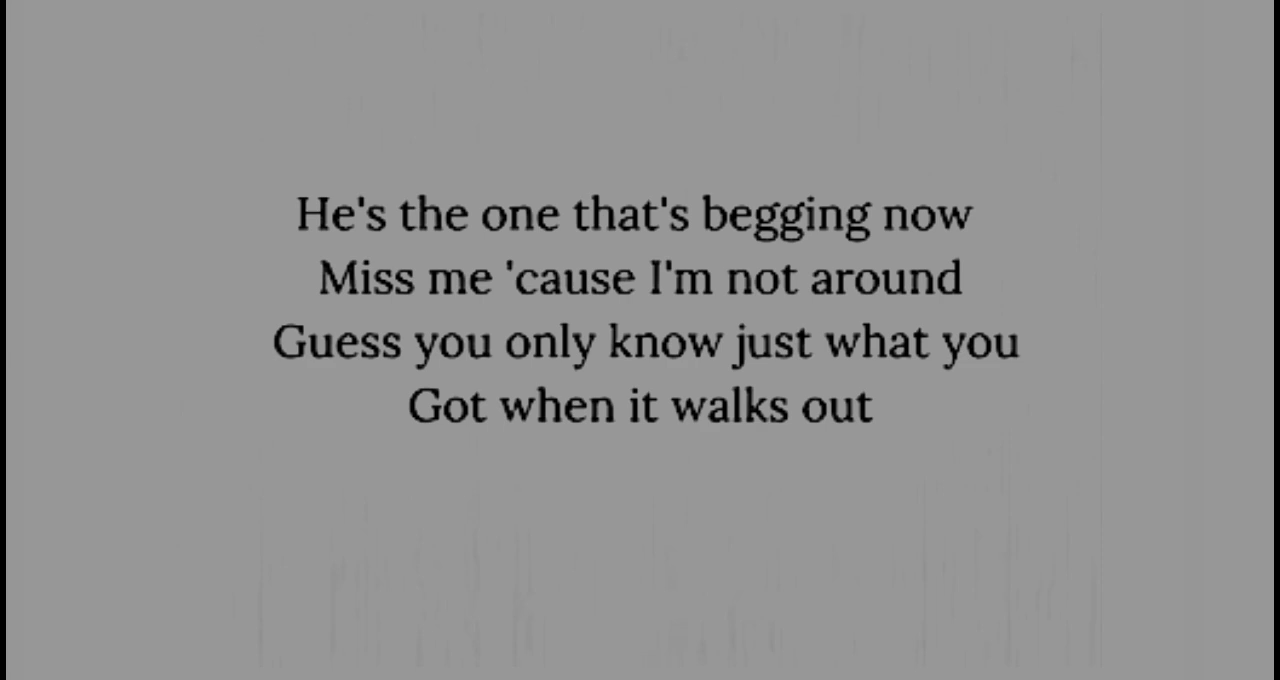 He's the one that's begging now
Miss me 'cause I'm not around
Guess you only know just what you
Got when it walks out